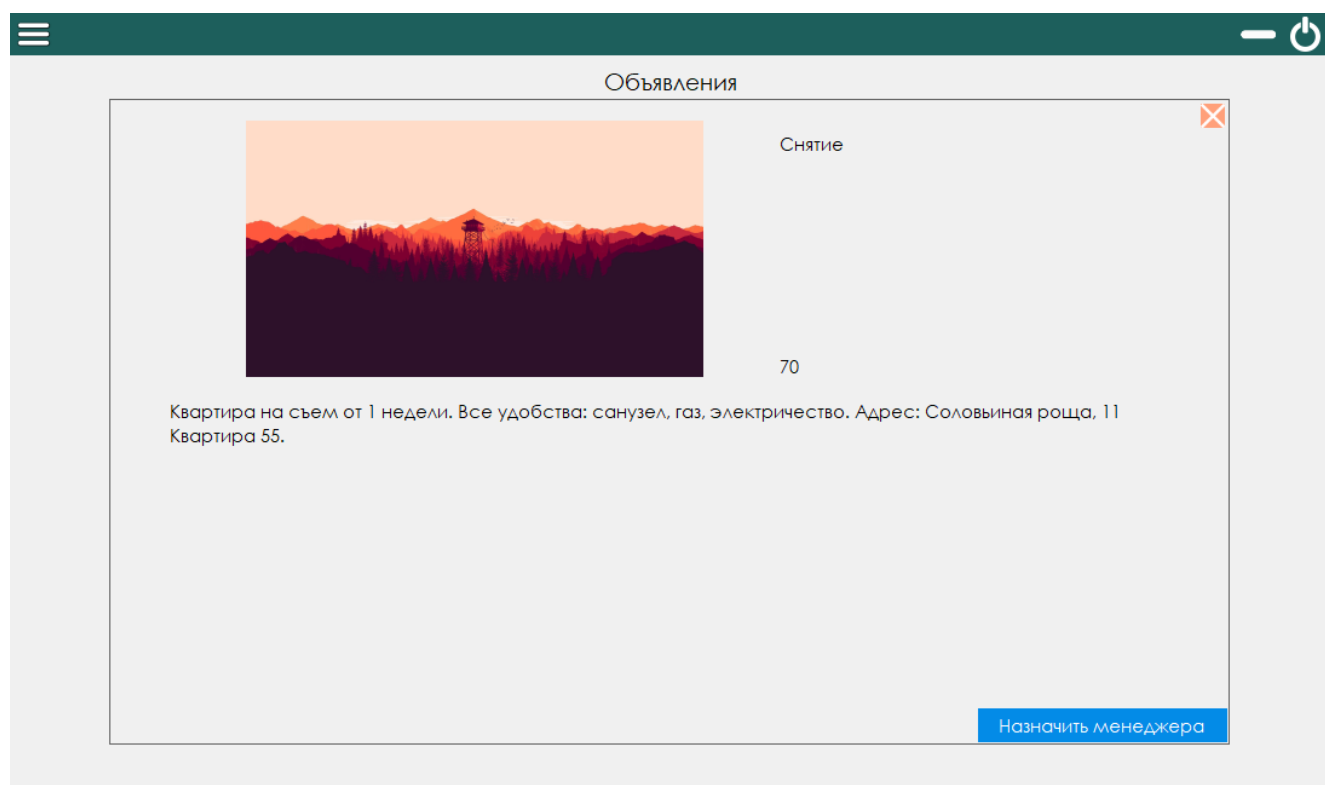 Объявления
Снятие
70
Квартира на съем от 1 недели. Все удобства: санузел, газ, электричество. Адрес: Соловьиная роща, 11
Квартира 55.
Назначить менеджера